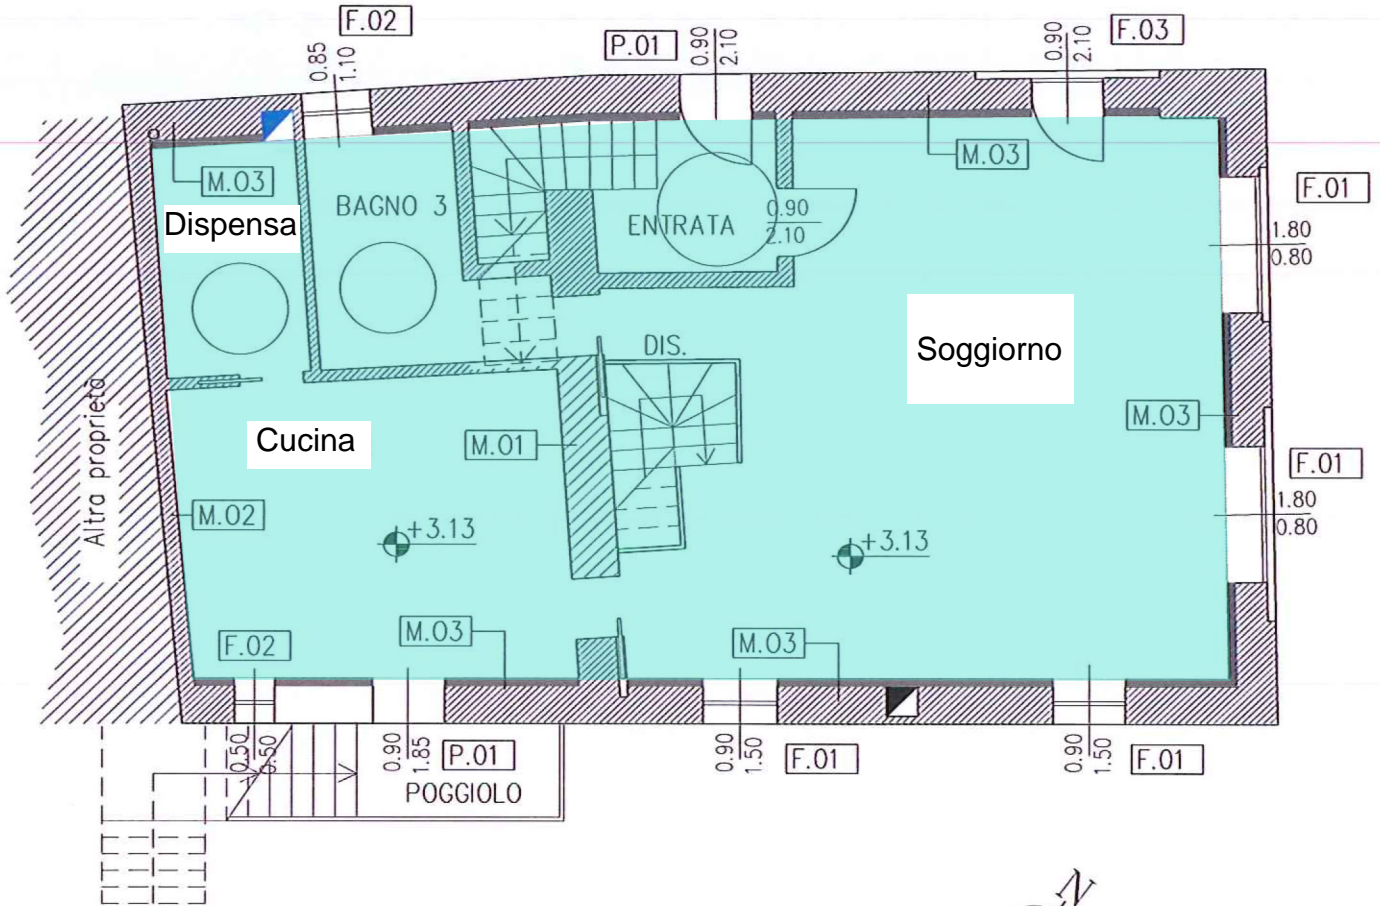 F.02
0.85
1.10
P.01
0.90
2.10
0.90
2.10
F.03
M.03
M.03
F.01
Dispensa
BAGNO 3
ENTRATA
0.90
2.10
1.80
0.80
DIS.
Soggiorno
Altra proprietà
Cucina
M.01
M.03
F.01
M.02
+3.13
+3.13
1.80
0.80
F.02
M.03
M.03
0.50
0.50
0.90
1.85
P.01
0.90
1.50
F.01
0.90
1.50
F.01
POGGIOLO
N